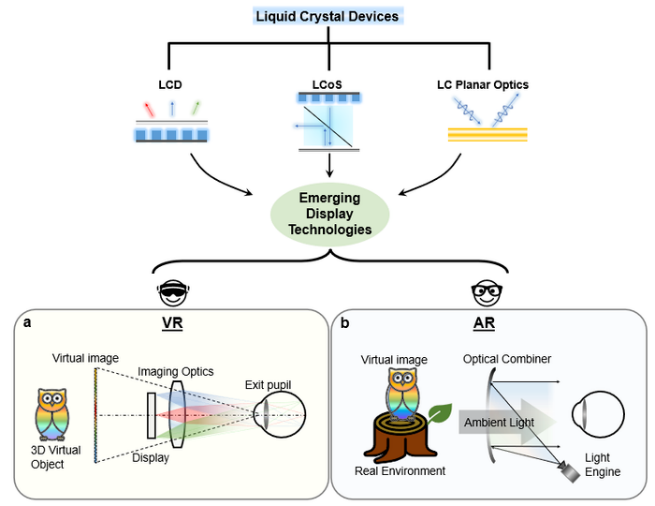 Liquid Crystal Devices
LCD
LCoS
LC Planar Optics
Emerging
Display
Technologies
a
VR
Virtual image
Imaging Optics
Exit pupil
3D Virtual
Object
Display
b
AR
Virtual image
Optical Combiner
Ambient Light
Real Environment
Light
Engine